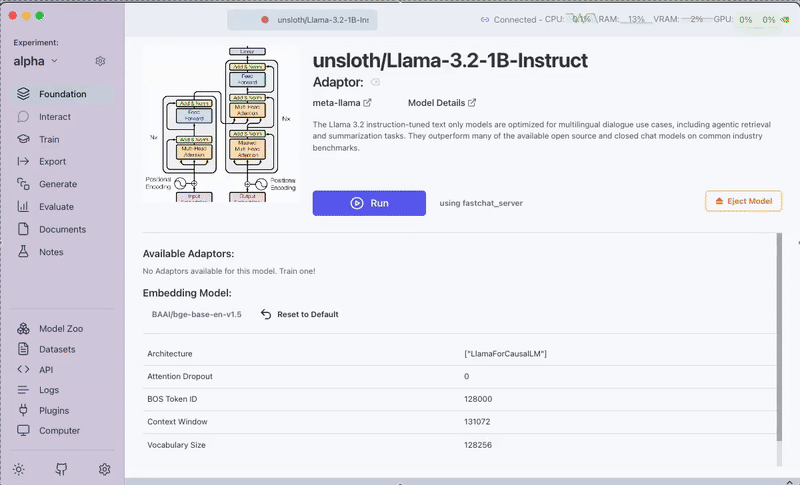 unsloth/Llama-3.2-1B-Ins
Connected - CPU: 0.1% RAM: 13% VRAM: 2% GPU: 0% 0%
Experiment:
alpha
Foundation
Interact
Train
Export
Generate
Evaluate
Documents
Notes
Model Zoo
Datasets
API
Logs
Plugins
Computer
Linear
Add & Norm
Feed
Forward
Add & Norm
Add & Norm
Multi-Head
Attention
Feed
Forward
Nx
Nx
Add & Norm
Add & Norm
Multi-Head
Attention
Masked
Multi-Head
Attention
Positional
Encoding
Positional
Encoding
Input
Output
unsloth/Llama-3.2-1B-Instruct
Adaptor:
meta-llama Model Details
The Llama 3.2 instruction-tuned text only models are optimized for multilingual dialogue use cases, including agentic retrieval
and summarization tasks. They outperform many of the available open source and closed chat models on common industry
benchmarks.
Run using fastchat_server Eject Model
Available Adaptors:
No Adaptors available for this model. Train one!
Embedding Model:
BAAI/bge-base-en-v1.5 Reset to Default
Architecture ["LlamaForCausalLM"]
Attention Dropout 0
BOS Token ID 128000
Context Window 131072
Vocabulary Size 128256